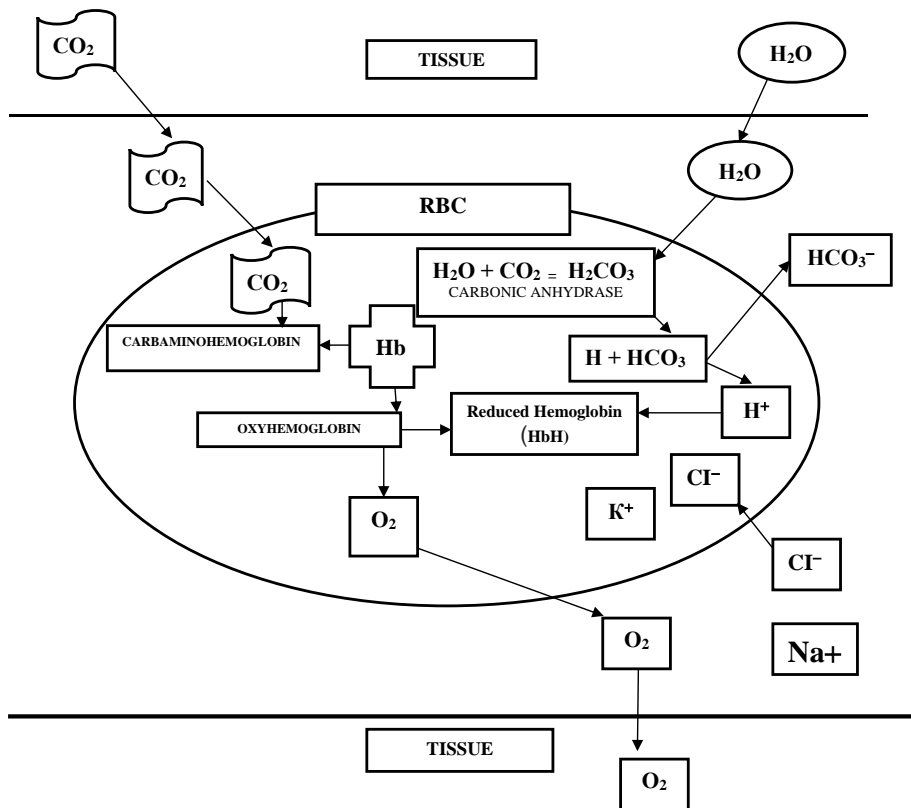 CO₂
TISSUE
H₂O
CO₂
H₂O
RBC
HCO₃⁻
CO₂
H₂O + CO₂ = H₂CO₃
CARBONIC ANHYDRASE
CARBAMINOHEMOGLOBIN
Hb
H + HCO₃
OXYHEMOGLOBIN
Reduced Hemoglobin
(HbH)
H⁺
CI⁻
K⁺
O₂
CI⁻
O₂
Na+
TISSUE
O₂